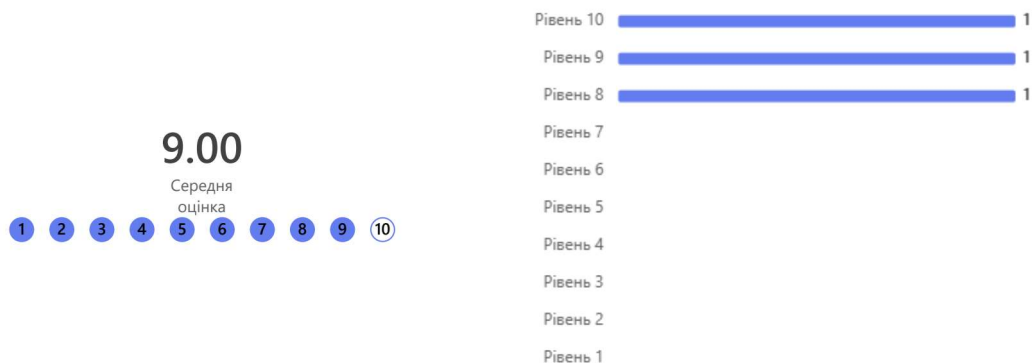 9.00
Середня
оцінка
1 2 3 4 5 6 7 8 9 10
Рівень 10 1
Рівень 9 1
Рівень 8 1
Рівень 7
Рівень 6
Рівень 5
Рівень 4
Рівень 3
Рівень 2
Рівень 1